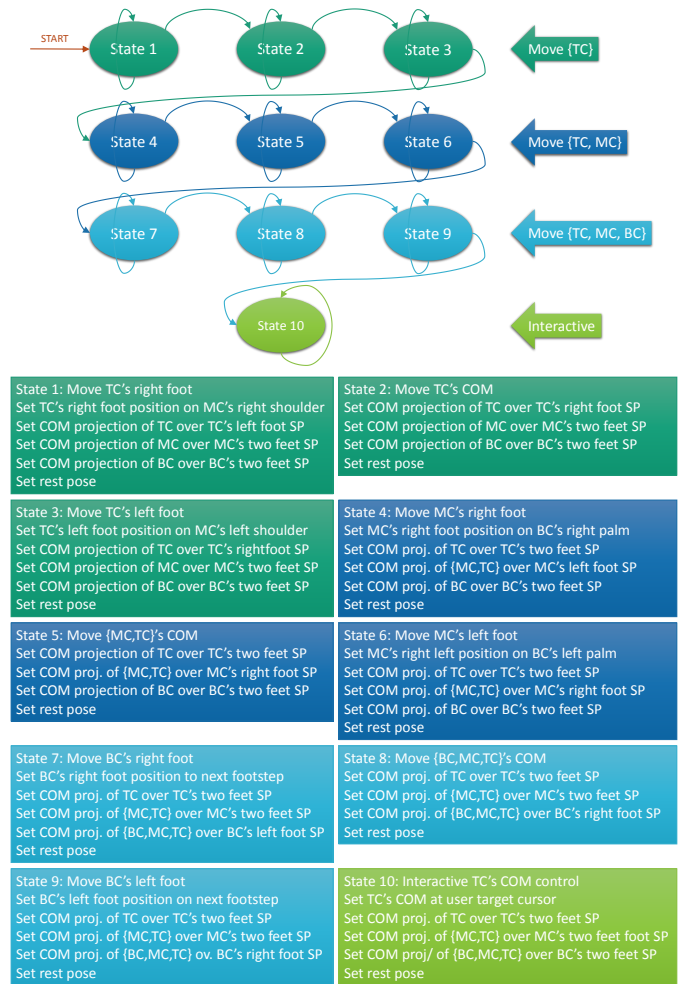 START
State 1
State 2
State 3
Move {TC}
State 4
State 5
State 6
Move {TC, MC}
State 7
State 8
State 9
Move {TC, MC, BC}
State 10
Interactive
State 1: Move TC's right foot
Set TC's right foot position on MC's right shoulder
Set COM projection of TC over TC's left foot SP
Set COM projection of MC over MC's two feet SP
Set COM projection of BC over BC's two feet SP
Set rest pose
State 2: Move TC's COM
Set COM projection of TC over TC's right foot SP
Set COM projection of MC over MC's two feet SP
Set COM projection of BC over BC's two feet SP
Set rest pose
State 3: Move TC's left foot
Set TC's left foot position on MC's left shoulder
Set COM projection of TC over TC's rightfoot SP
Set COM projection of MC over MC's two feet SP
Set COM projection of BC over BC's two feet SP
Set rest pose
State 4: Move MC's right foot
Set MC's right foot position on BC's right palm
Set COM proj. of TC over TC's two feet SP
Set COM proj. of {MC,TC} over MC's left foot SP
Set COM proj. of BC over BC's two feet SP
Set rest pose
State 5: Move {MC,TC}'s COM
Set COM projection of TC over TC's two feet SP
Set COM proj. of {MC,TC} over MC's right foot SP
Set COM projection of BC over BC's two feet SP
Set rest pose
State 6: Move MC's left foot
Set MC's right left position on BC's left palm
Set COM proj. of TC over TC's two feet SP
Set COM proj. of {MC,TC} over MC's right foot SP
Set COM proj. of BC over BC's two feet SP
Set rest pose
State 7: Move BC's right foot
Set BC's right foot position to next footstep
Set COM proj. of TC over TC's two feet SP
Set COM proj. of {MC,TC} over MC's two feet SP
Set COM proj. of {BC,MC,TC} over BC's left foot SP
Set rest pose
State 8: Move {BC,MC,TC}'s COM
Set COM proj. of TC over TC's two feet SP
Set COM proj. of {MC,TC} over MC's two feet SP
Set COM proj. of {BC,MC,TC} over BC's right foot SP
Set rest pose
State 9: Move BC's left foot
Set BC's left foot position on next footstep
Set COM proj. of TC over TC's two feet SP
Set COM proj. of {MC,TC} over MC's two feet SP
Set COM proj. of {BC,MC,TC} ov. BC's right foot SP
Set rest pose
State 10: Interactive TC's COM control
Set TC's COM at user target cursor
Set COM proj. of TC over TC's two feet SP
Set COM proj. of {MC,TC} over MC's two feet foot SP
Set COM proj/ of {BC,MC,TC} over BC's two feet SP
Set rest pose